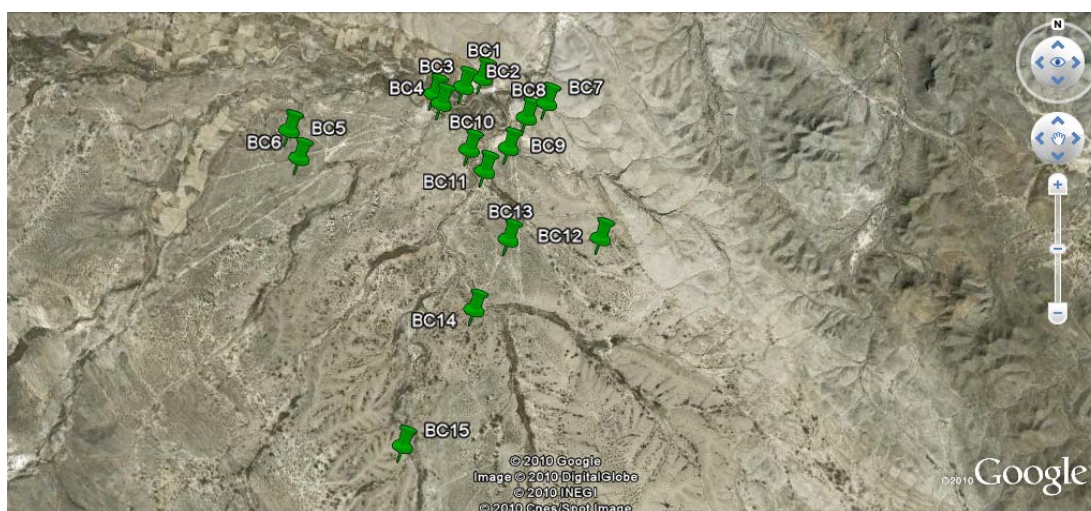 N
BC1
BC3
BC2
BC4
BC8
BC7
BC10
BC9
BC5
BC6
BC11
BC13
BC12
BC14
BC15
© 2010 Google
Image © 2010 DigitalGlobe
© 2010 INEGI
© 2010 Cnes/Spot Image
©2010 Google